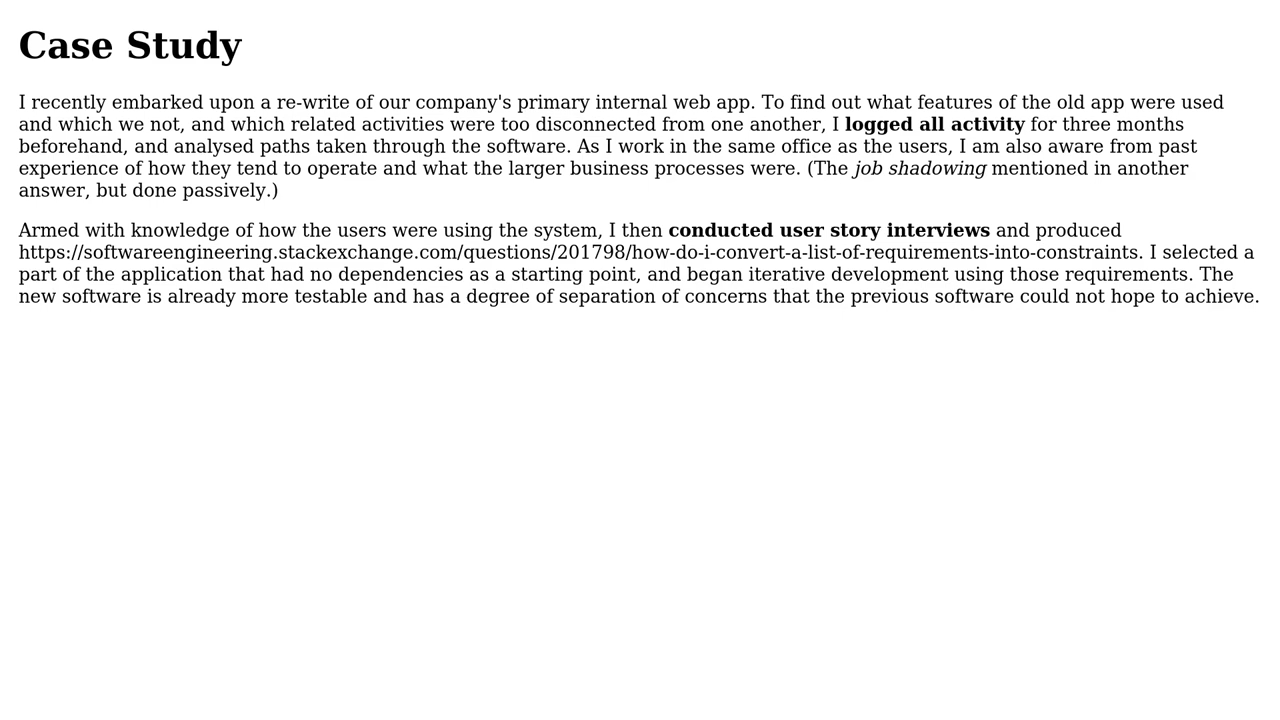 Case Study
I recently embarked upon a re-write of our company's primary internal web app. To find out what features of the old app were used
and which we not, and which related activities were too disconnected from one another, I logged all activity for three months
beforehand, and analysed paths taken through the software. As I work in the same office as the users, I am also aware from past
experience of how they tend to operate and what the larger business processes were. (The job shadowing mentioned in another
answer, but done passively.)
Armed with knowledge of how the users were using the system, I then conducted user story interviews and produced
https://softwareengineering.stackexchange.com/questions/201798/how-do-i-convert-a-list-of-requirements-into-constraints. I selected a
part of the application that had no dependencies as a starting point, and began iterative development using those requirements. The
new software is already more testable and has a degree of separation of concerns that the previous software could not hope to achieve.